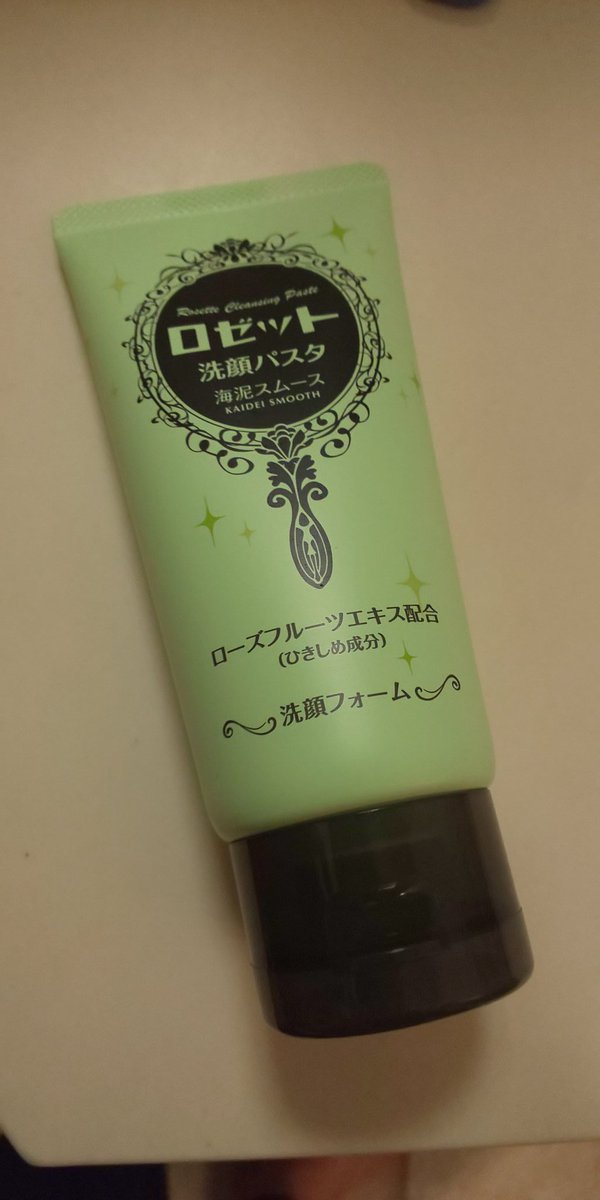 Rosette Cleansing Paste
ロゼット
洗顔パスタ
海泥スムース
KAIDEI SMOOTH
ローズフルーツエキス配合
(ひきしめ成分)
洗顔フォーム